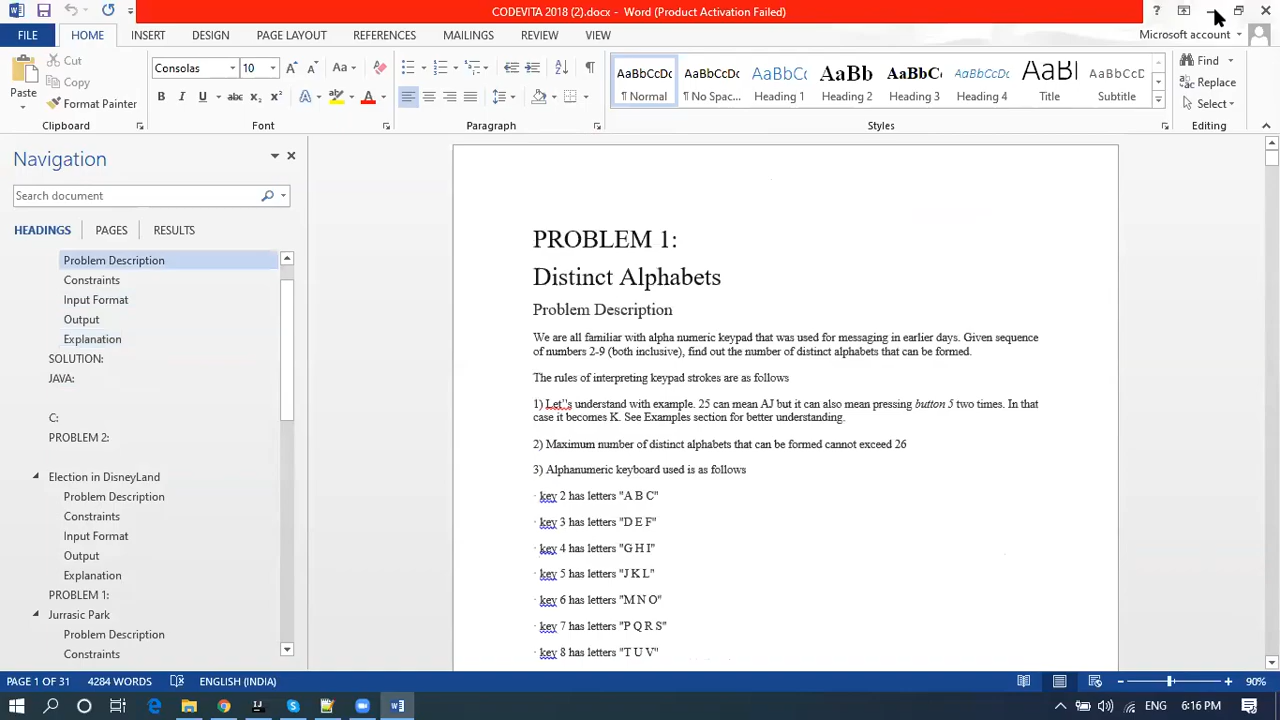 CODEVITA 2018 (2).docx - Word (Product Activation Failed)
FILE HOME INSERT DESIGN PAGE LAYOUT REFERENCES MAILINGS REVIEW VIEW Microsoft account
Paste
Cut
Copy
Format Painter
Clipboard
Consolas 10
Font
Paragraph
AaBbCcDc AaBbCcDc AaBbCc AaBb AaBbC AaBbCcDc AaBl AaBbCcDc
¶ Normal ¶ No Spac... Heading 1 Heading 2 Heading 3 Heading 4 Title Subtitle
Styles
Find
Replace
Select
Editing
Navigation
Search document
HEADINGS PAGES RESULTS
Problem Description
Constraints
Input Format
Output
Explanation
SOLUTION:
JAVA:
C:
PROBLEM 2:
Election in DisneyLand
Problem Description
Constraints
Input Format
Output
Explanation
PROBLEM 1:
Jurrasic Park
Problem Description
Constraints
PROBLEM 1:
Distinct Alphabets
Problem Description
We are all familiar with alpha numeric keypad that was used for messaging in earlier days. Given sequence
of numbers 2-9 (both inclusive), find out the number of distinct alphabets that can be formed.
The rules of interpreting keypad strokes are as follows
1) Let''s understand with example. 25 can mean AJ but it can also mean pressing button 5 two times. In that
case it becomes K. See Examples section for better understanding.
2) Maximum number of distinct alphabets that can be formed cannot exceed 26
3) Alphanumeric keyboard used is as follows
· key 2 has letters "A B C"
· key 3 has letters "D E F"
· key 4 has letters "G H I"
· key 5 has letters "J K L"
· key 6 has letters "M N O"
· key 7 has letters "P Q R S"
· key 8 has letters "T U V"
PAGE 1 OF 31 4284 WORDS ENGLISH (INDIA) 90%
ENG 6:16 PM